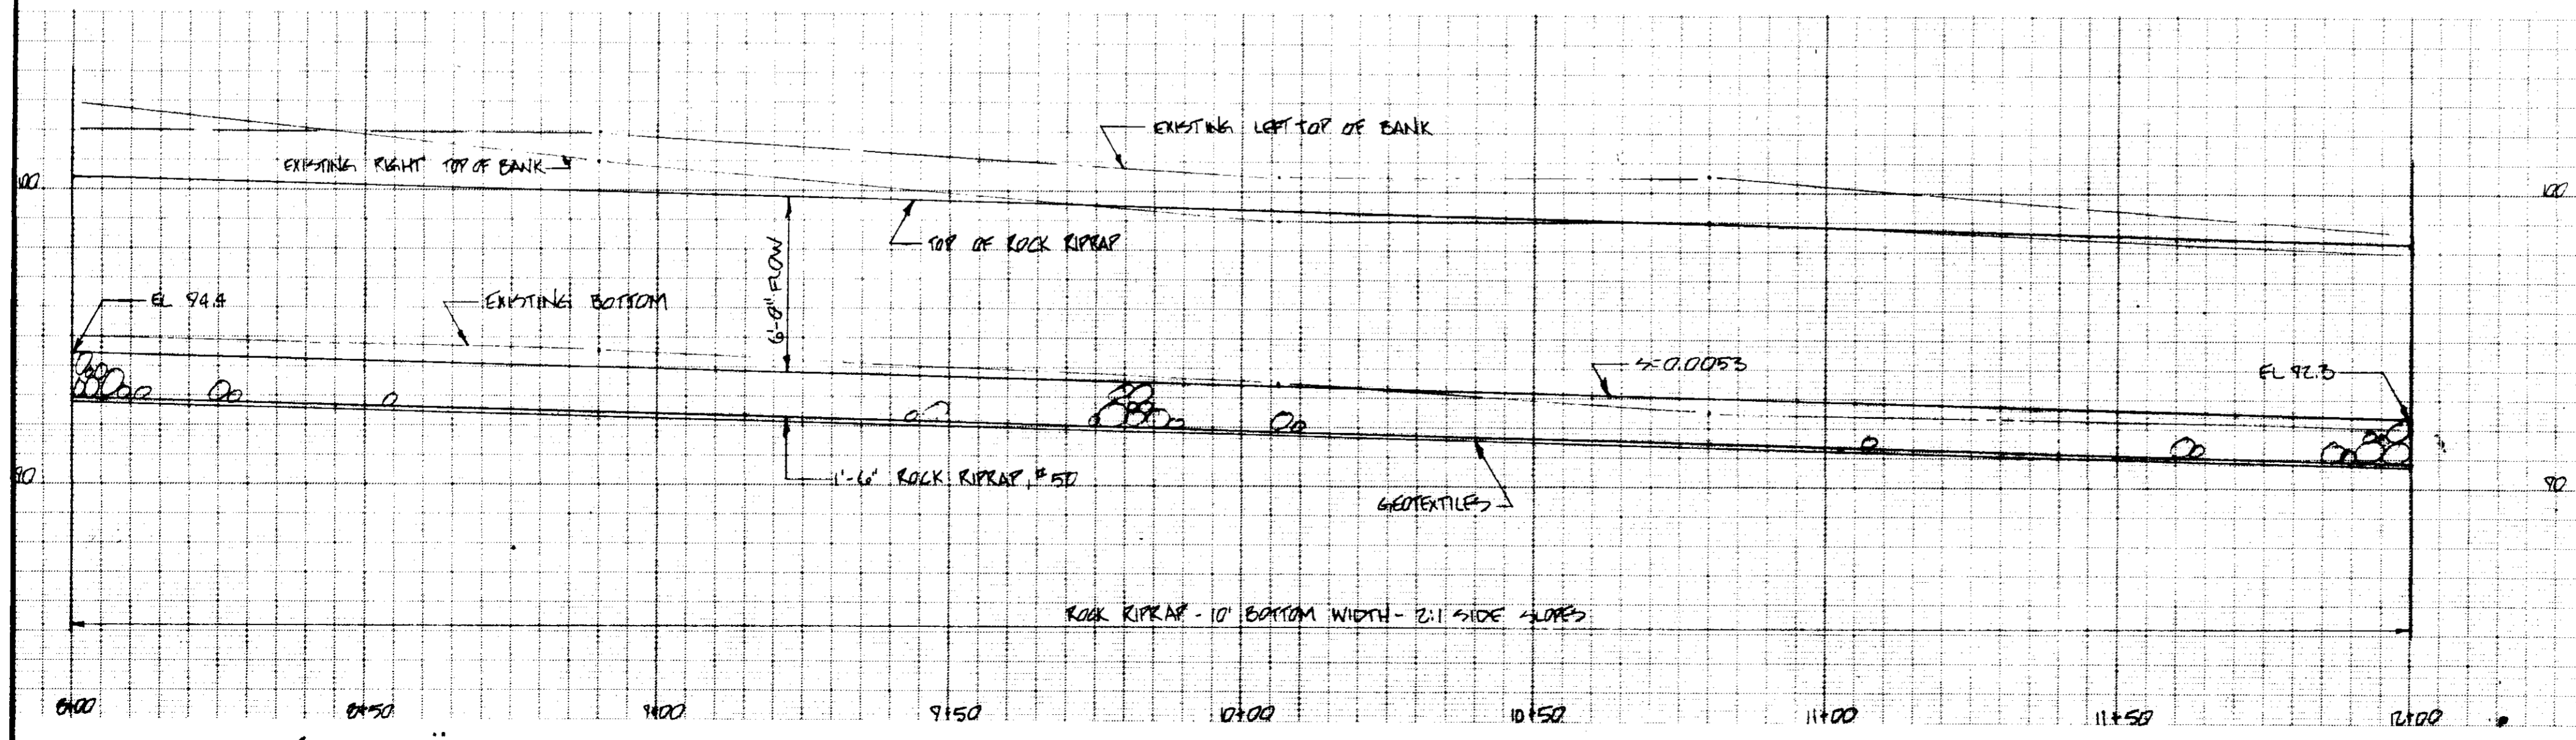 EXISTING LEFT TOP OF BANK
EXISTING RIGHT TOP OF BANK
100
100
TOP OF ROCK RIPRAP
6'-0" FLOW
EL 94.4
EXISTING BOTTOM
S=0.0053
EL 92.3
90
1'-6" ROCK RIPRAP, #50
GEOTEXTILES
90
ROCK RIPRAP - 10' BOTTOM WIDTH - 2:1 SIDE SLOPES
8+00 8+50 9+00 9+50 10+00 10+50 11+00 11+50 12+00